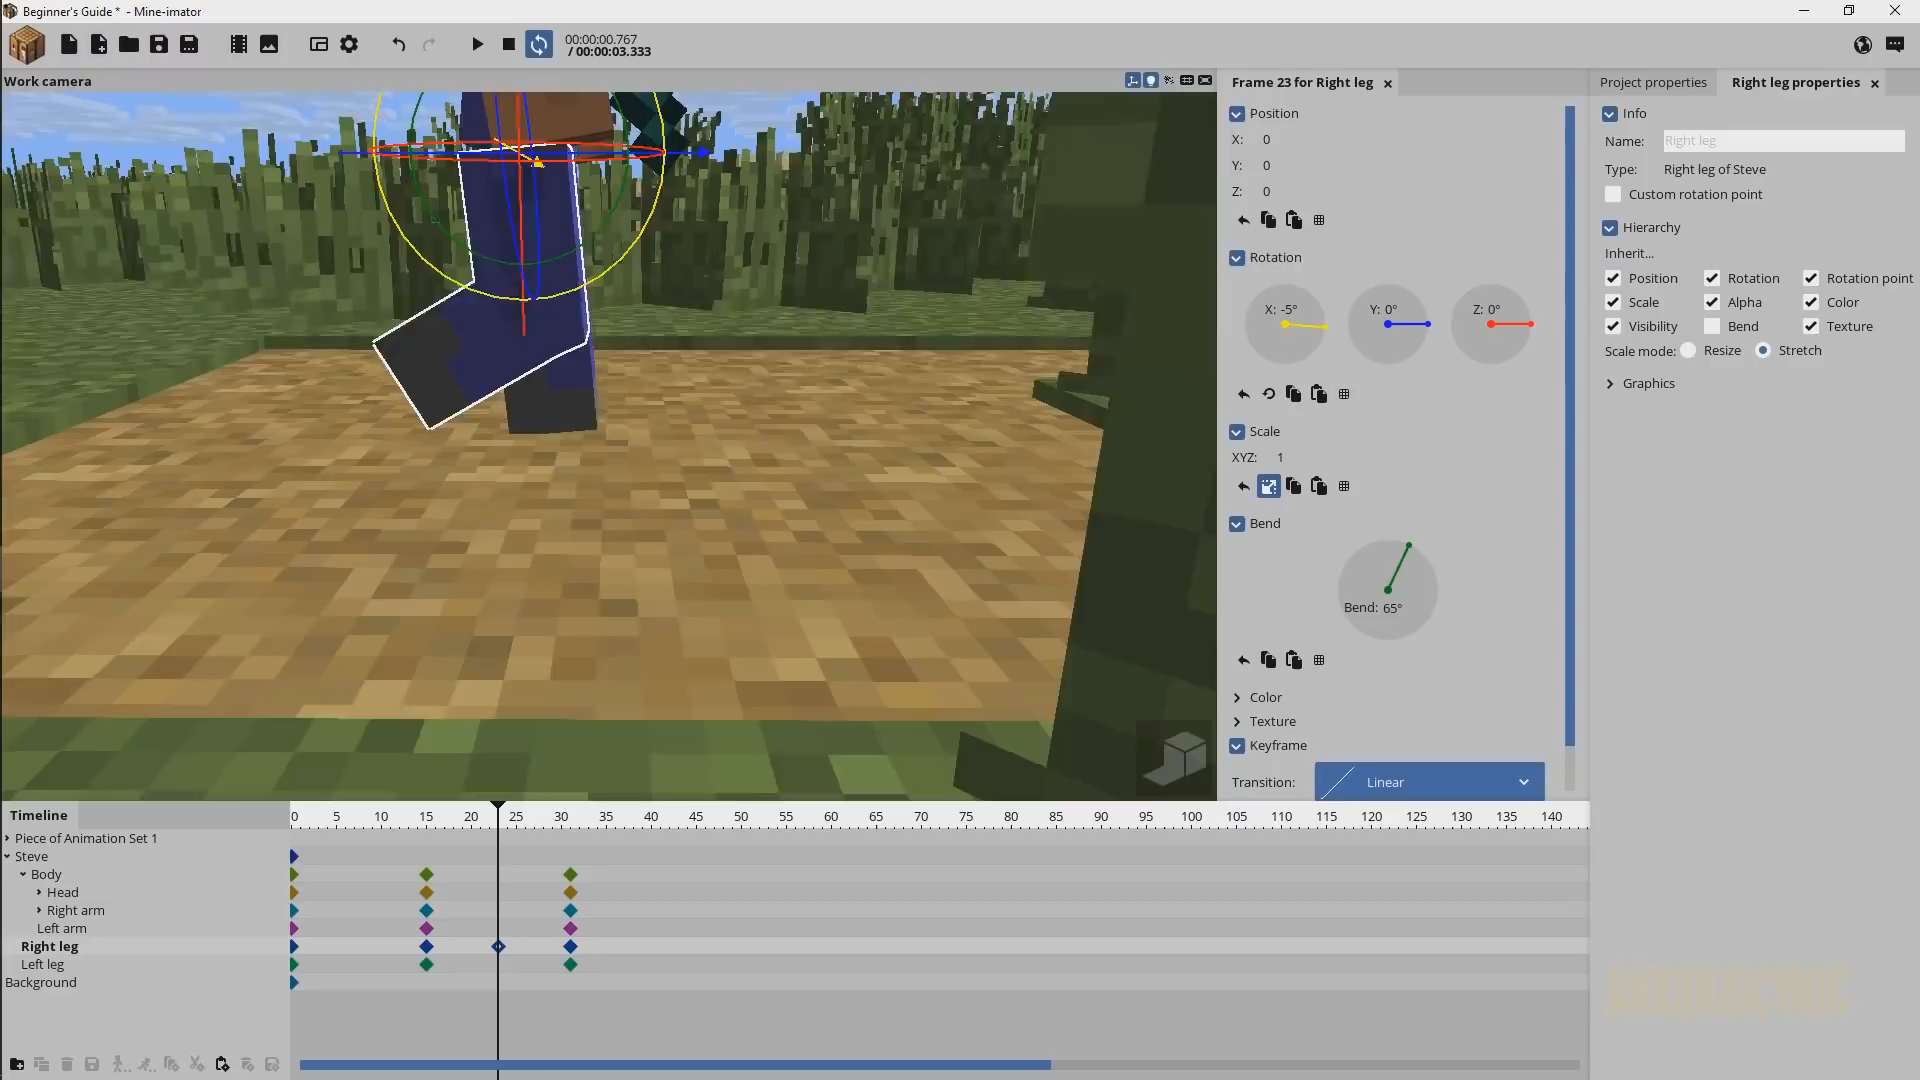 Beginner's Guide * - Mine-imator
00:00:00.767
/ 00:00:03.333
Work camera
Frame 23 for Right leg
Position
X: 0
Y: 0
Z: 0
Rotation
X: -5° Y: 0° Z: 0°
Scale
XYZ: 1
Bend
Bend: 65°
Color
Texture
Keyframe
Transition: Linear
Project properties Right leg properties
Info
Name: Right leg
Type: Right leg of Steve
Custom rotation point
Hierarchy
Inherit...
Position Rotation Rotation point
Scale Alpha Color
Visibility Bend Texture
Scale mode: Resize Stretch
Graphics
Timeline
0 5 10 15 20 25 30 35 40 45 50 55 60 65 70 75 80 85 90 95 100 105 110 115 120 125 130 135 140
Piece of Animation Set 1
Steve
Body
Head
Right arm
Left arm
Right leg
Left leg
Background